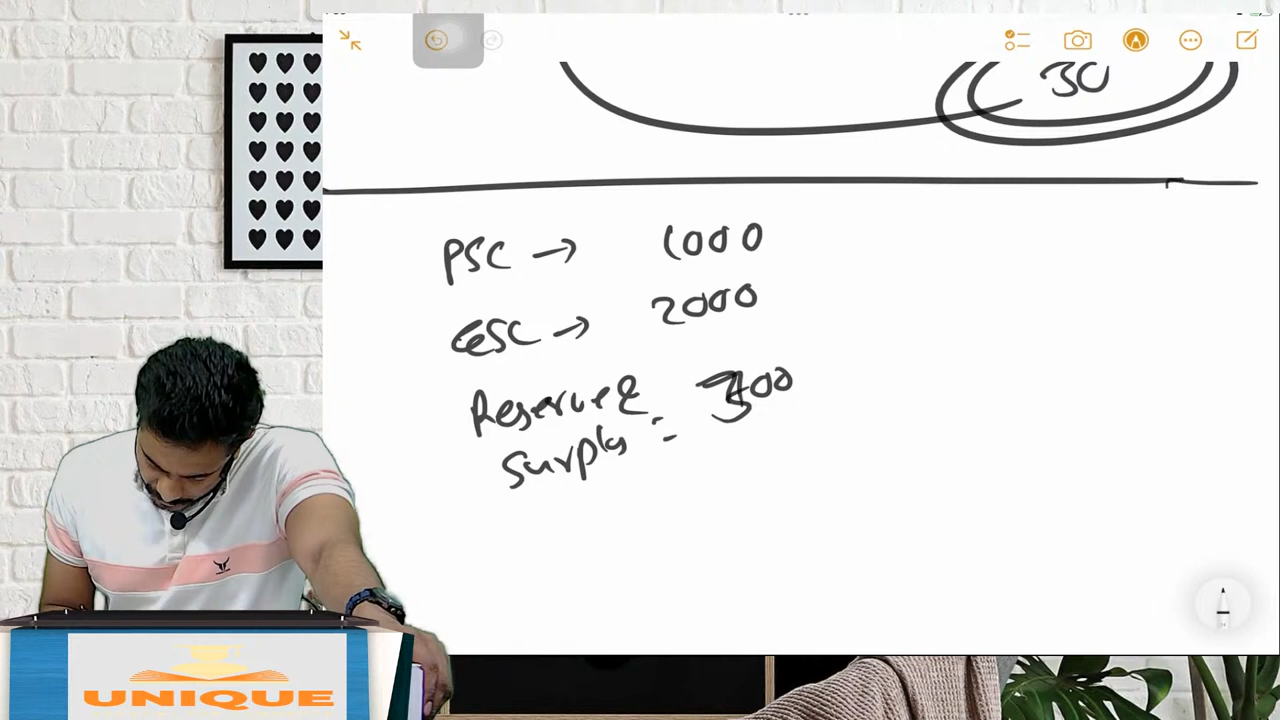 30
PSC → 1000
ESC → 2000
Reserve &
surplus = 300
UNIQUE